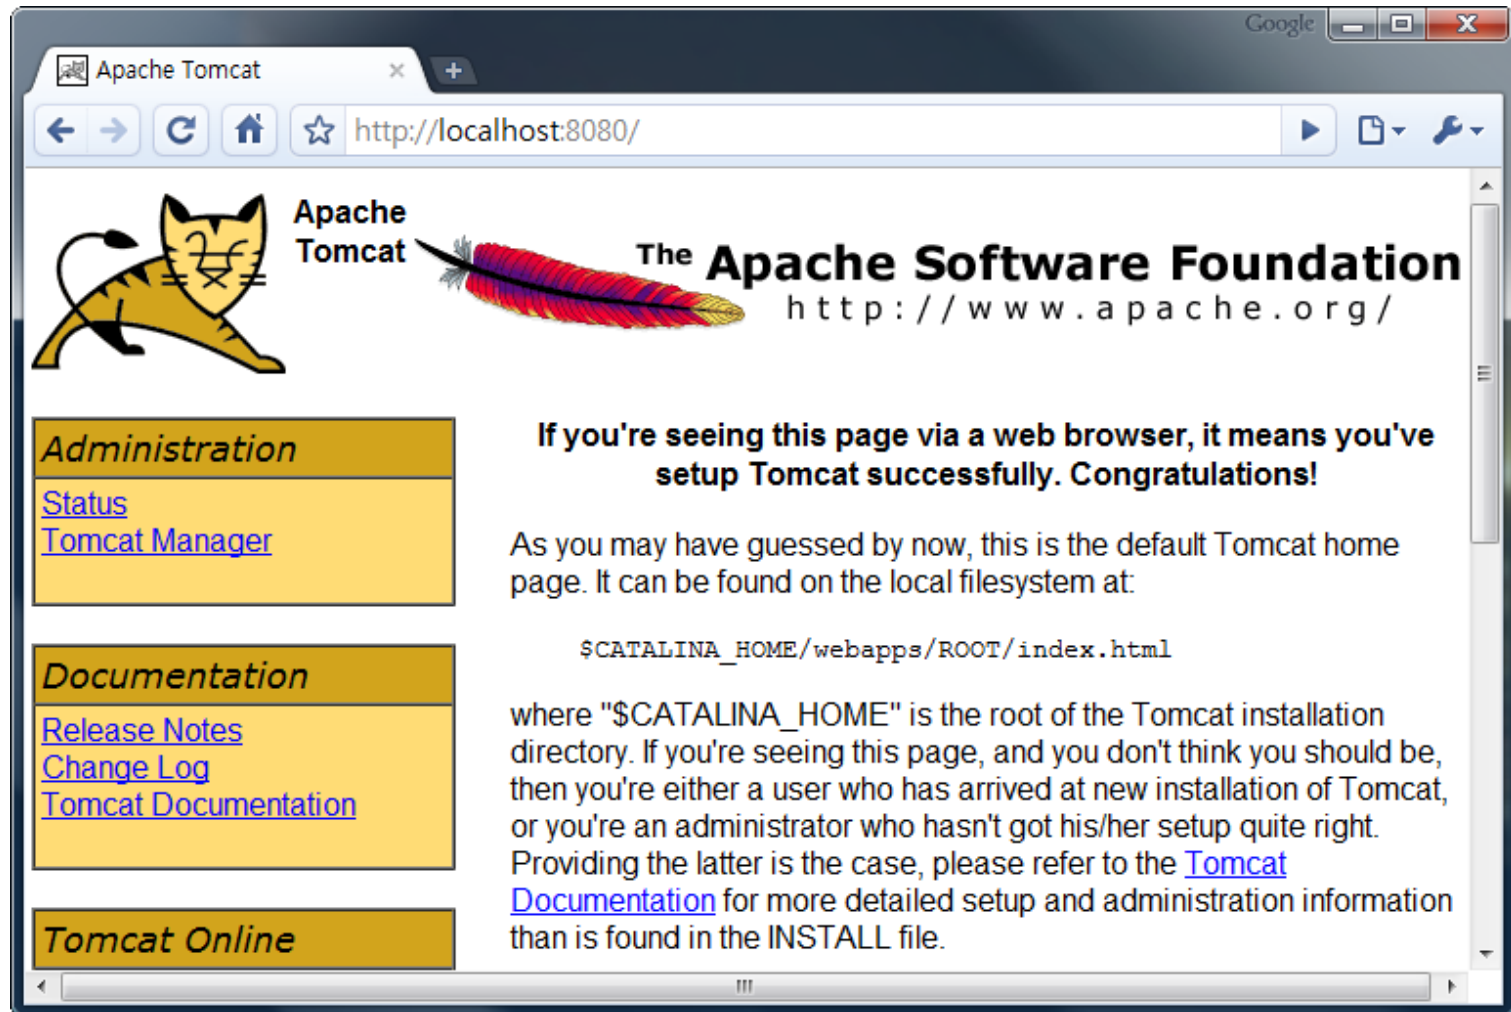 Google
Apache Tomcat
http://localhost:8080/
Apache
Tomcat
The Apache Software Foundation
http://www.apache.org/
Administration
Status
Tomcat Manager
Documentation
Release Notes
Change Log
Tomcat Documentation
Tomcat Online
If you're seeing this page via a web browser, it means you've
setup Tomcat successfully. Congratulations!
As you may have guessed by now, this is the default Tomcat home
page. It can be found on the local filesystem at:
$CATALINA_HOME/webapps/ROOT/index.html
where "$CATALINA_HOME" is the root of the Tomcat installation
directory. If you're seeing this page, and you don't think you should be,
then you're either a user who has arrived at new installation of Tomcat,
or you're an administrator who hasn't got his/her setup quite right.
Providing the latter is the case, please refer to the Tomcat
Documentation for more detailed setup and administration information
than is found in the INSTALL file.